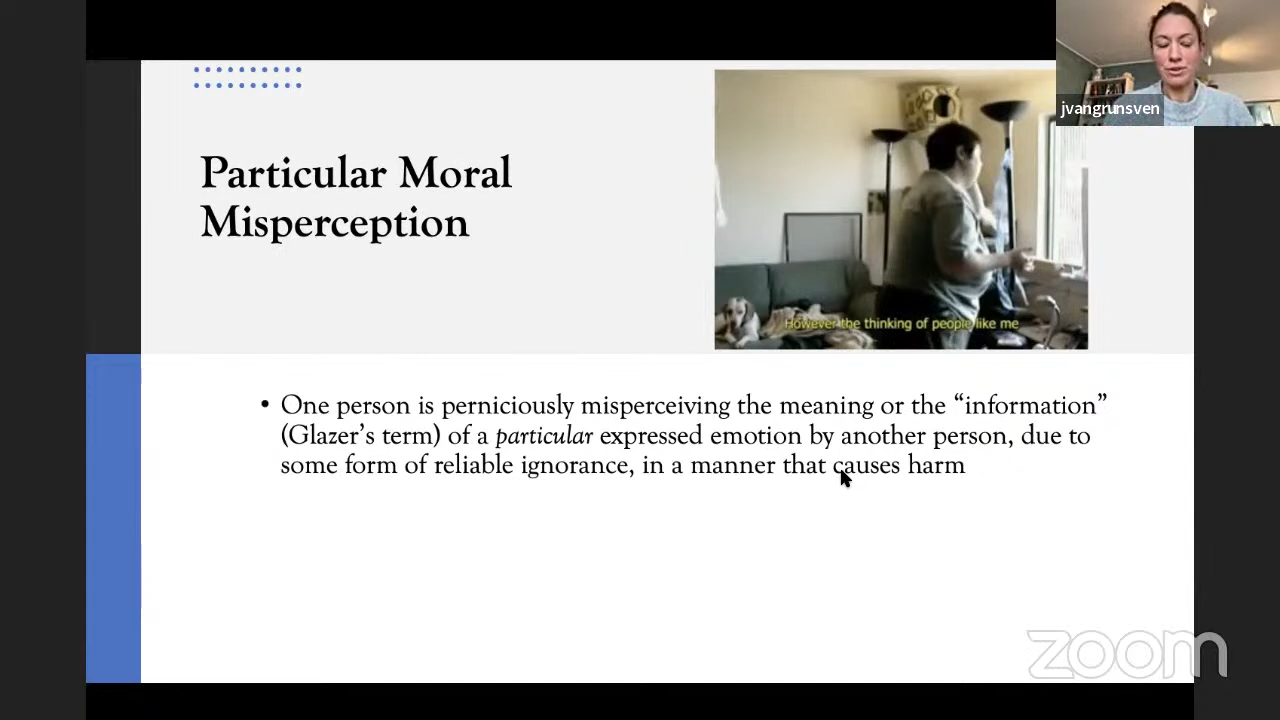 jvangrunsven
Particular Moral
Misperception
However the thinking of people like me
• One person is perniciously misperceiving the meaning or the “information”
(Glazer’s term) of a particular expressed emotion by another person, due to
some form of reliable ignorance, in a manner that causes harm
zoom